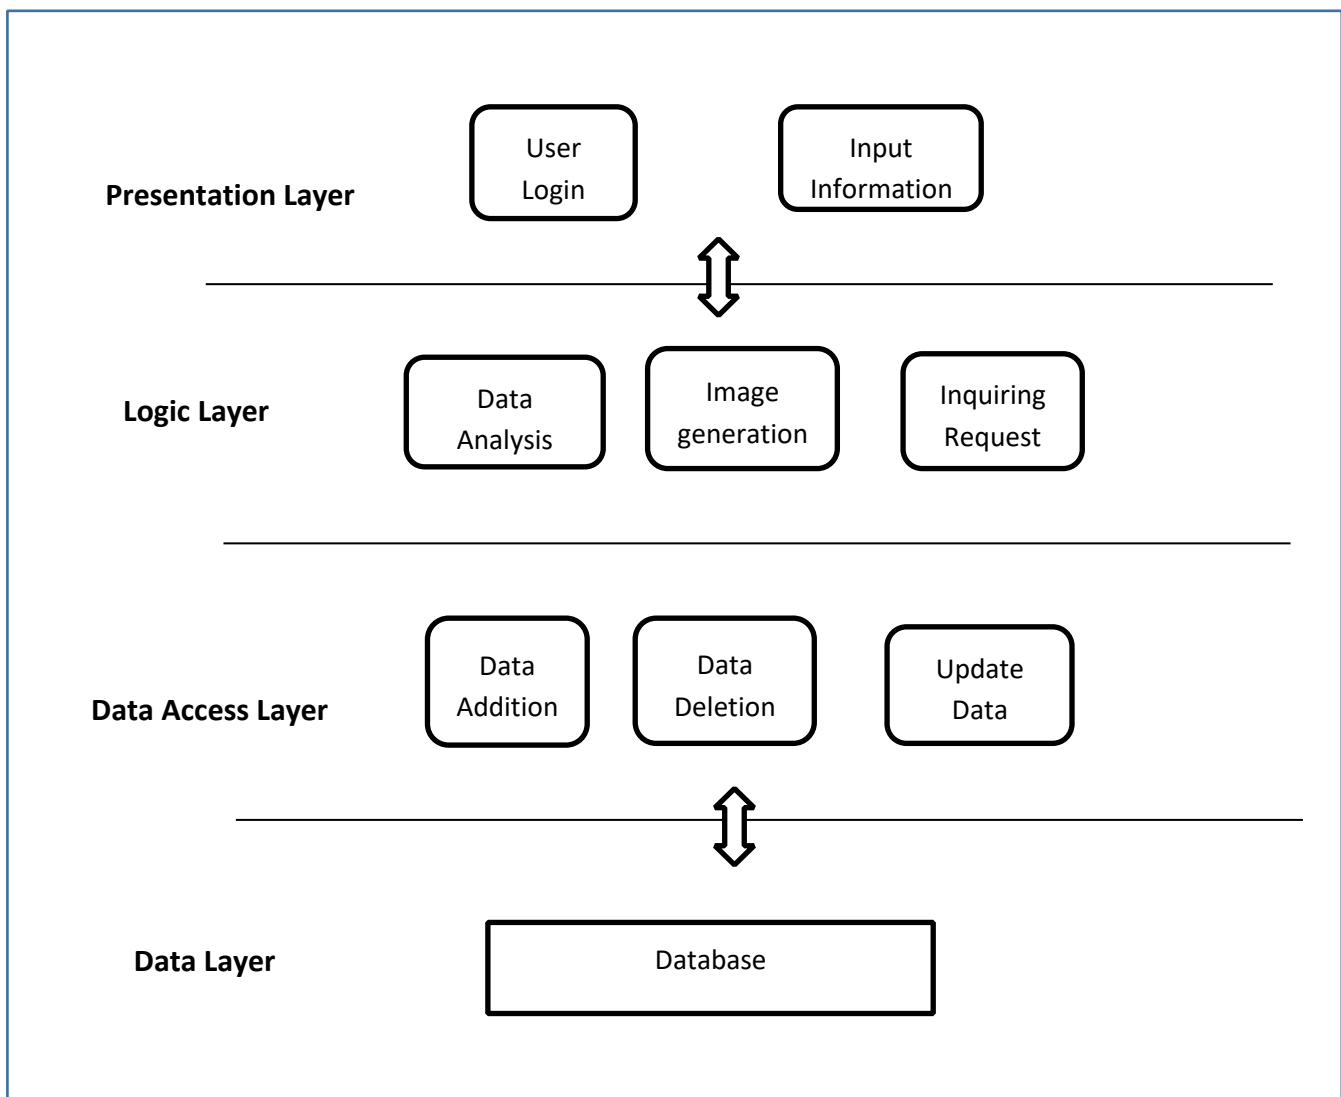 User
Login
Input
Information
Presentation Layer
Data
Analysis
Image
generation
Inquiring
Request
Logic Layer
Data
Addition
Data
Deletion
Update
Data
Data Access Layer
Database
Data Layer